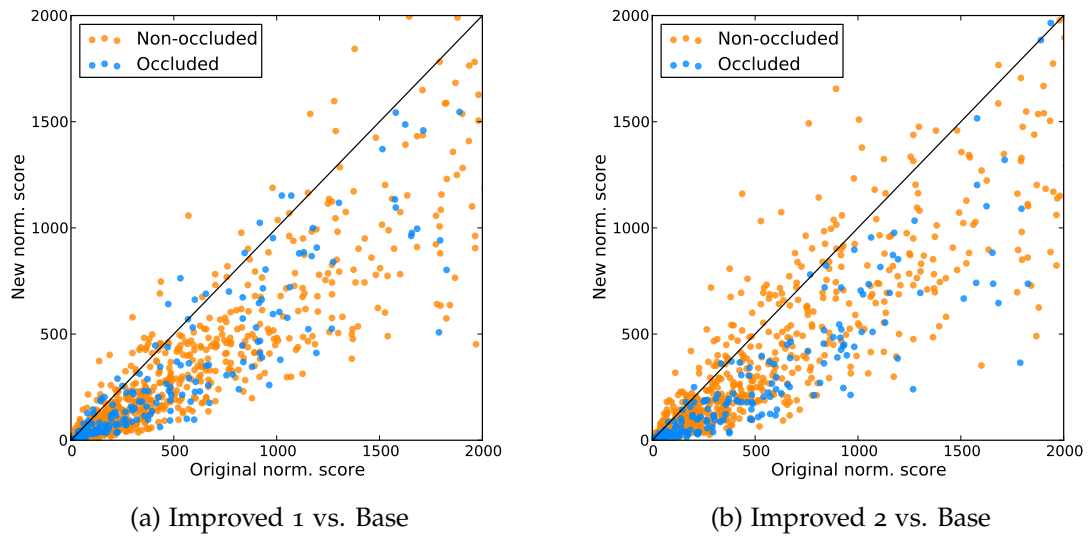 2000
1500
1000
500
0
New norm. score
Non-occluded
Occluded
0 500 1000 1500 2000
Original norm. score
(a) Improved 1 vs. Base
2000
1500
1000
500
0
New norm. score
Non-occluded
Occluded
0 500 1000 1500 2000
Original norm. score
(b) Improved 2 vs. Base